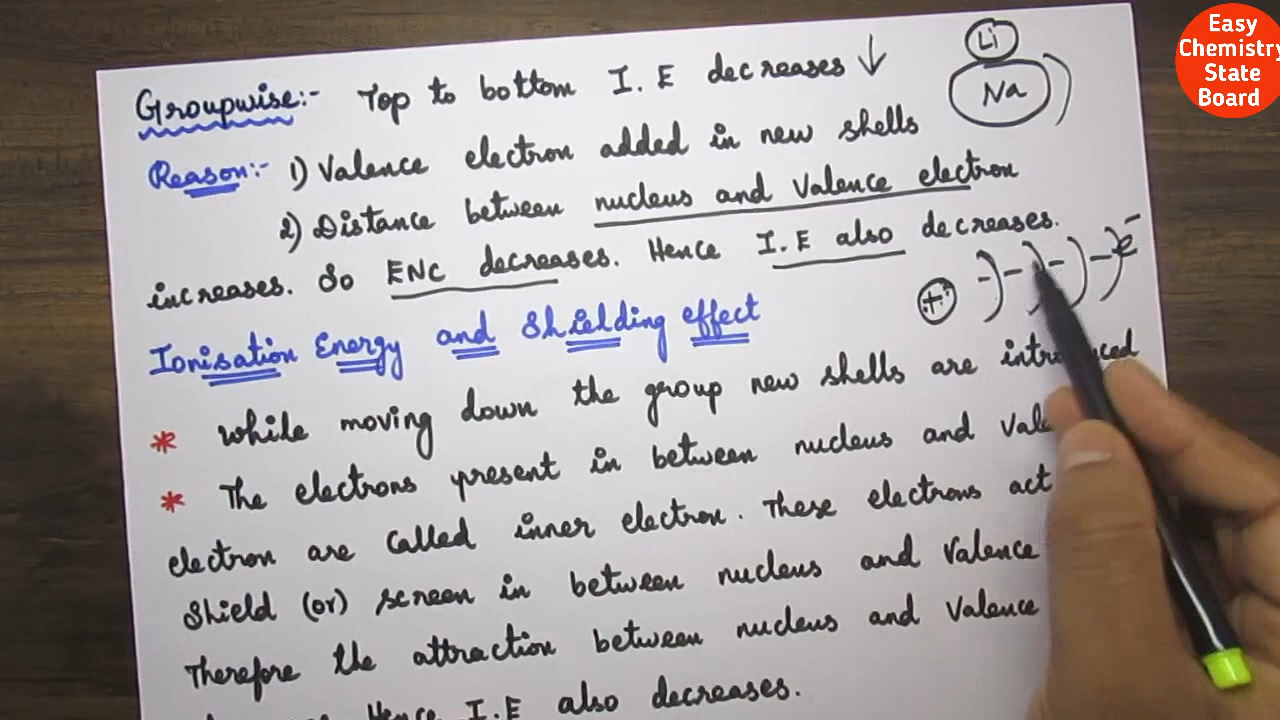 Easy
Chemistry
State
Board
Li
Na
Groupwise:- Top to bottom I.E decreases ↓
Reason:- 1) Valence electron added in new shells
2) Distance between nucleus and Valence electron
increases. So ENC decreases. Hence I.E also decreases.
+ - ) - ) - ) - ) e-
Ionisation Energy and Shielding effect
* While moving down the group new shells are introduced
* The electrons present in between nucleus and
electron are called inner electron. These electrons act
Shield (or) screen in between nucleus and Valence
Therefore the attraction between nucleus and Valence
Hence I.E also decreases.